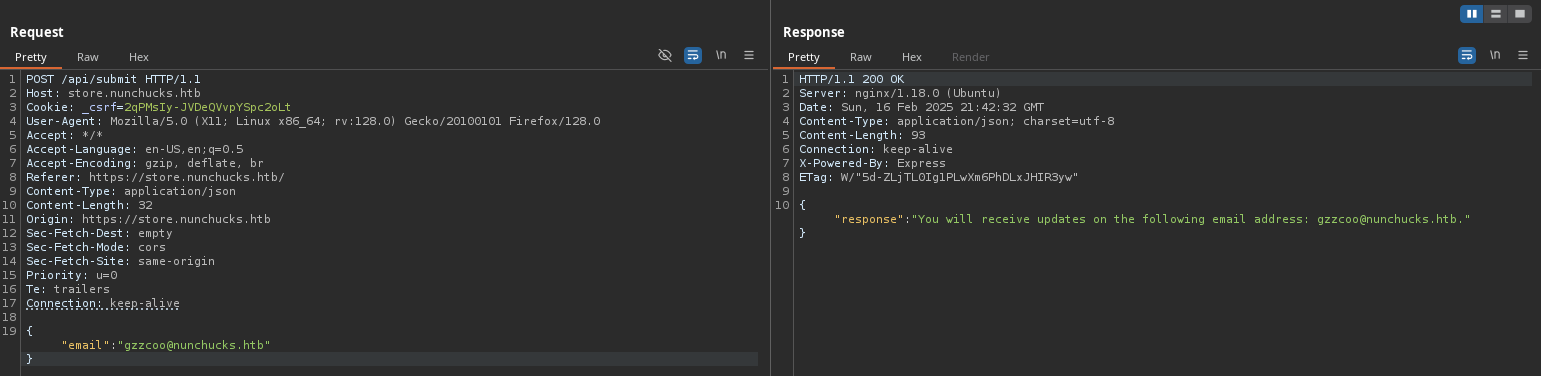 Request
Pretty Raw Hex \n
1 POST /api/submit HTTP/1.1
2 Host: store.nunchucks.htb
3 Cookie: _csrf=2qPMsIy-JVDeQVvpYSpc2oLt
4 User-Agent: Mozilla/5.0 (X11; Linux x86_64; rv:128.0) Gecko/20100101 Firefox/128.0
5 Accept: */*
6 Accept-Language: en-US,en;q=0.5
7 Accept-Encoding: gzip, deflate, br
8 Referer: https://store.nunchucks.htb/
9 Content-Type: application/json
10 Content-Length: 32
11 Origin: https://store.nunchucks.htb
12 Sec-Fetch-Dest: empty
13 Sec-Fetch-Mode: cors
14 Sec-Fetch-Site: same-origin
15 Priority: u=0
16 Te: trailers
17 Connection: keep-alive
18
19 {
"email":"gzzcoo@nunchucks.htb"
}
Response
Pretty Raw Hex Render \n
1 HTTP/1.1 200 OK
2 Server: nginx/1.18.0 (Ubuntu)
3 Date: Sun, 16 Feb 2025 21:42:32 GMT
4 Content-Type: application/json; charset=utf-8
5 Content-Length: 93
6 Connection: keep-alive
7 X-Powered-By: Express
8 ETag: W/"5d-ZLjTL0Ig1PLwXm6PhDLxJHIR3yw"
9
10 {
"response":"You will receive updates on the following email address: gzzcoo@nunchucks.htb."
}